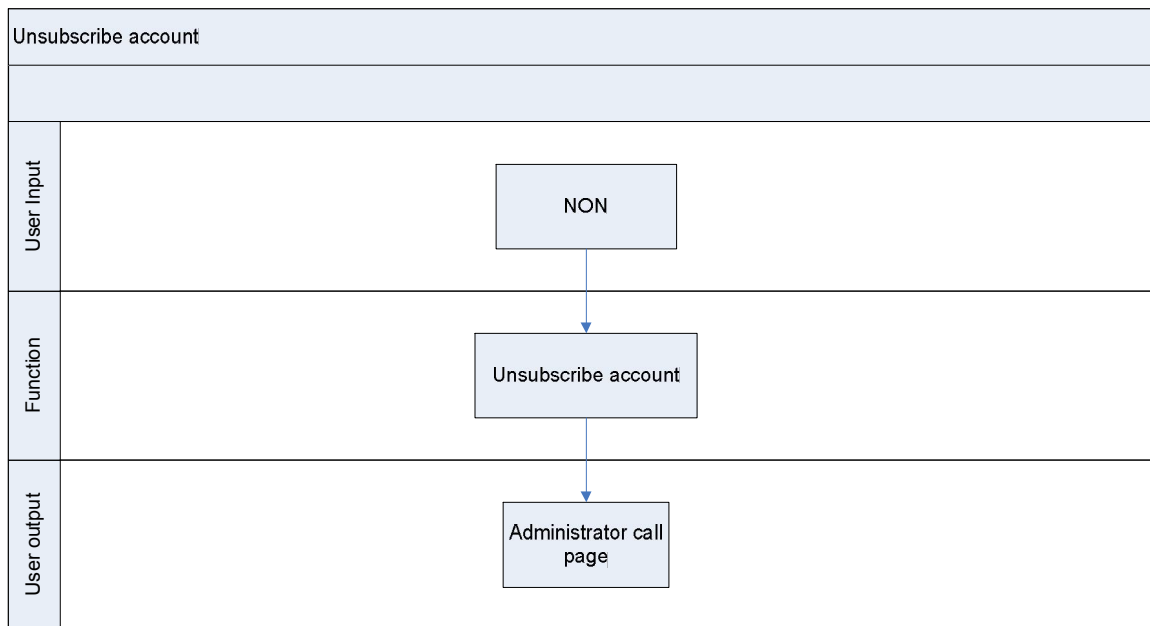 Unsubscribe account
User Input
NON
Function
Unsubscribe account
User output
Administrator call
page